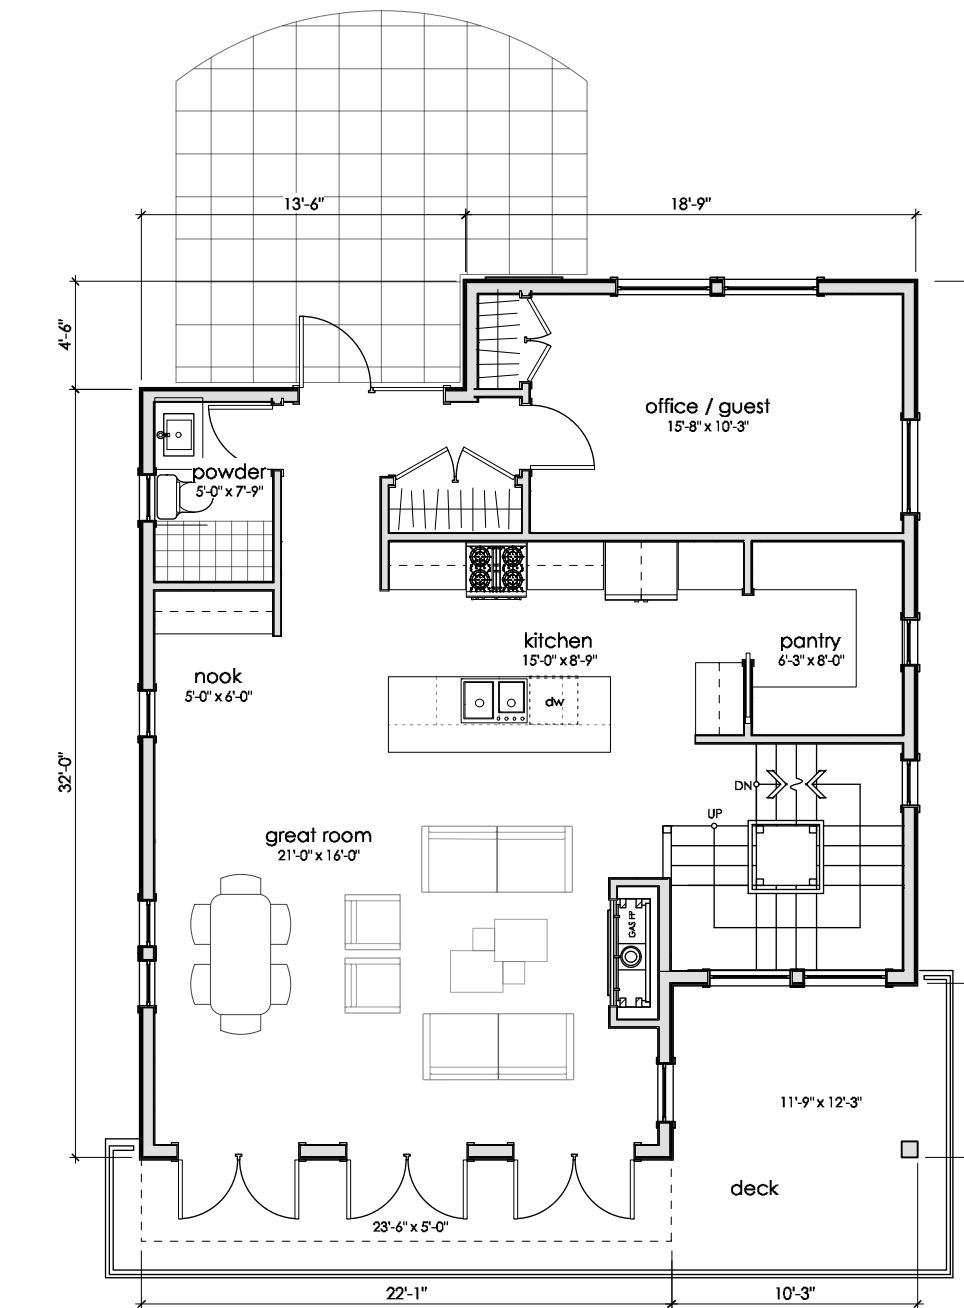 13'-6"
18'-9"
4'-6"
office / guest
15'-8" x 10'-3"
powder
5'-0" x 7'-9"
kitchen
15'-0" x 8'-9"
pantry
6'-3" x 8'-0"
nook
5'-0" x 6'-0"
dw
32'-0"
DN
UP
great room
21'-0" x 16'-0"
GAS FP
11'-9" x 12'-3"
deck
23'-6" x 5'-0"
22'-1"
10'-3"